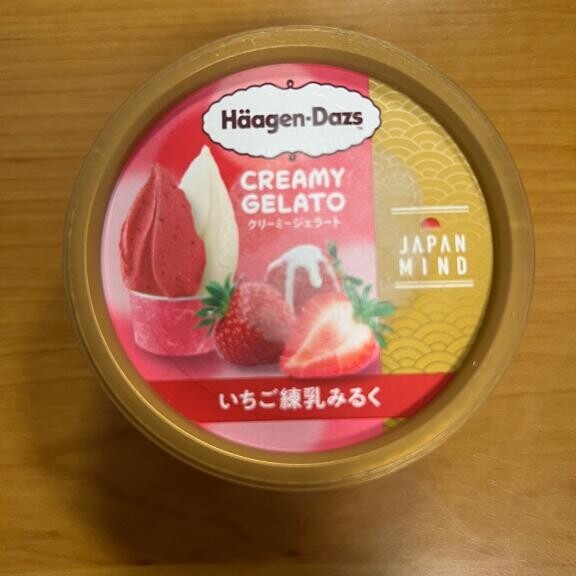 Häagen-Dazs
CREAMY
GELATO
クリーミージェラート
JAPAN
MIND
いちご練乳みるく